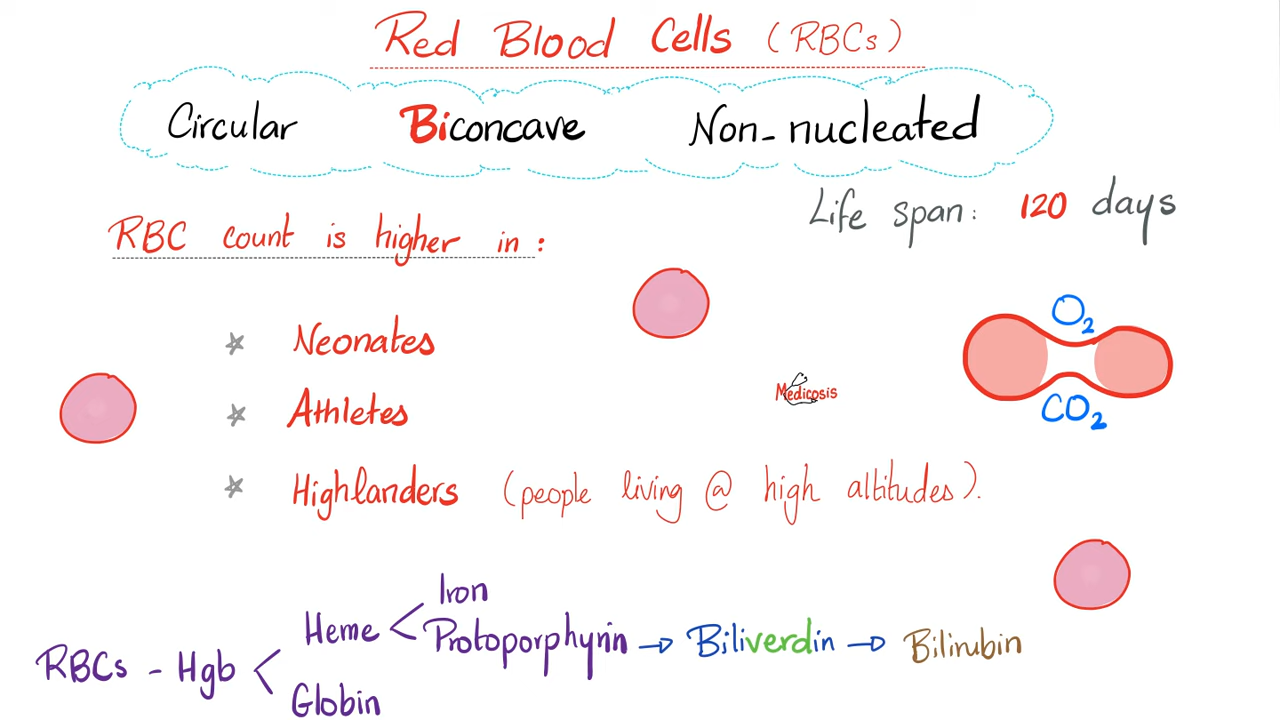 Red Blood Cells (RBCs)
Circular Biconcave Non-nucleated
Life span: 120 days
RBC count is higher in:
Neonates
Athletes
Highlanders (people living @ high altitudes).
O2
CO2
Medicosis
RBCs - Hgb < Heme < Iron
Protoporphyrin → Biliverdin → Bilirubin
Globin